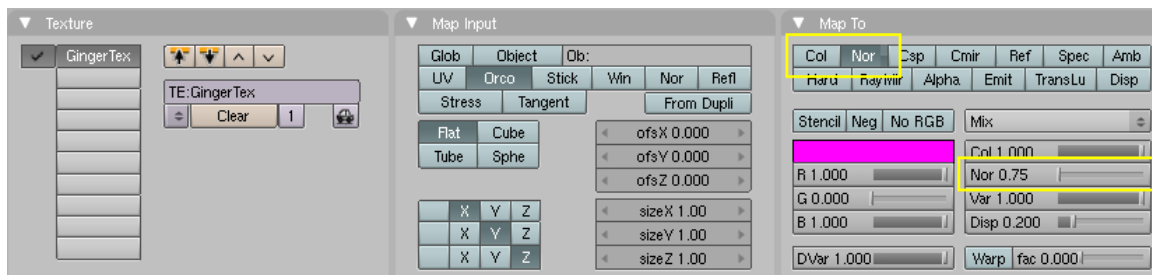 Texture
GingerTex
TE:GingerTex
Clear 1
Map Input
Glob Object Ob:
UV Orco Stick Win Nor Refl
Stress Tangent From Dupli
Flat Cube
Tube Sphe
ofsX 0.000
ofsY 0.000
ofsZ 0.000
X Y Z
X Y Z
X Y Z
sizeX 1.00
sizeY 1.00
sizeZ 1.00
Map To
Col Nor Csp Cmir Ref Spec Amb
Hard RayMir Alpha Emit TransLu Disp
Stencil Neg No RGB
R 1.000
G 0.000
B 1.000
DVar 1.000
Mix
Col 1.000
Nor 0.75
Var 1.000
Disp 0.200
Warp fac 0.000